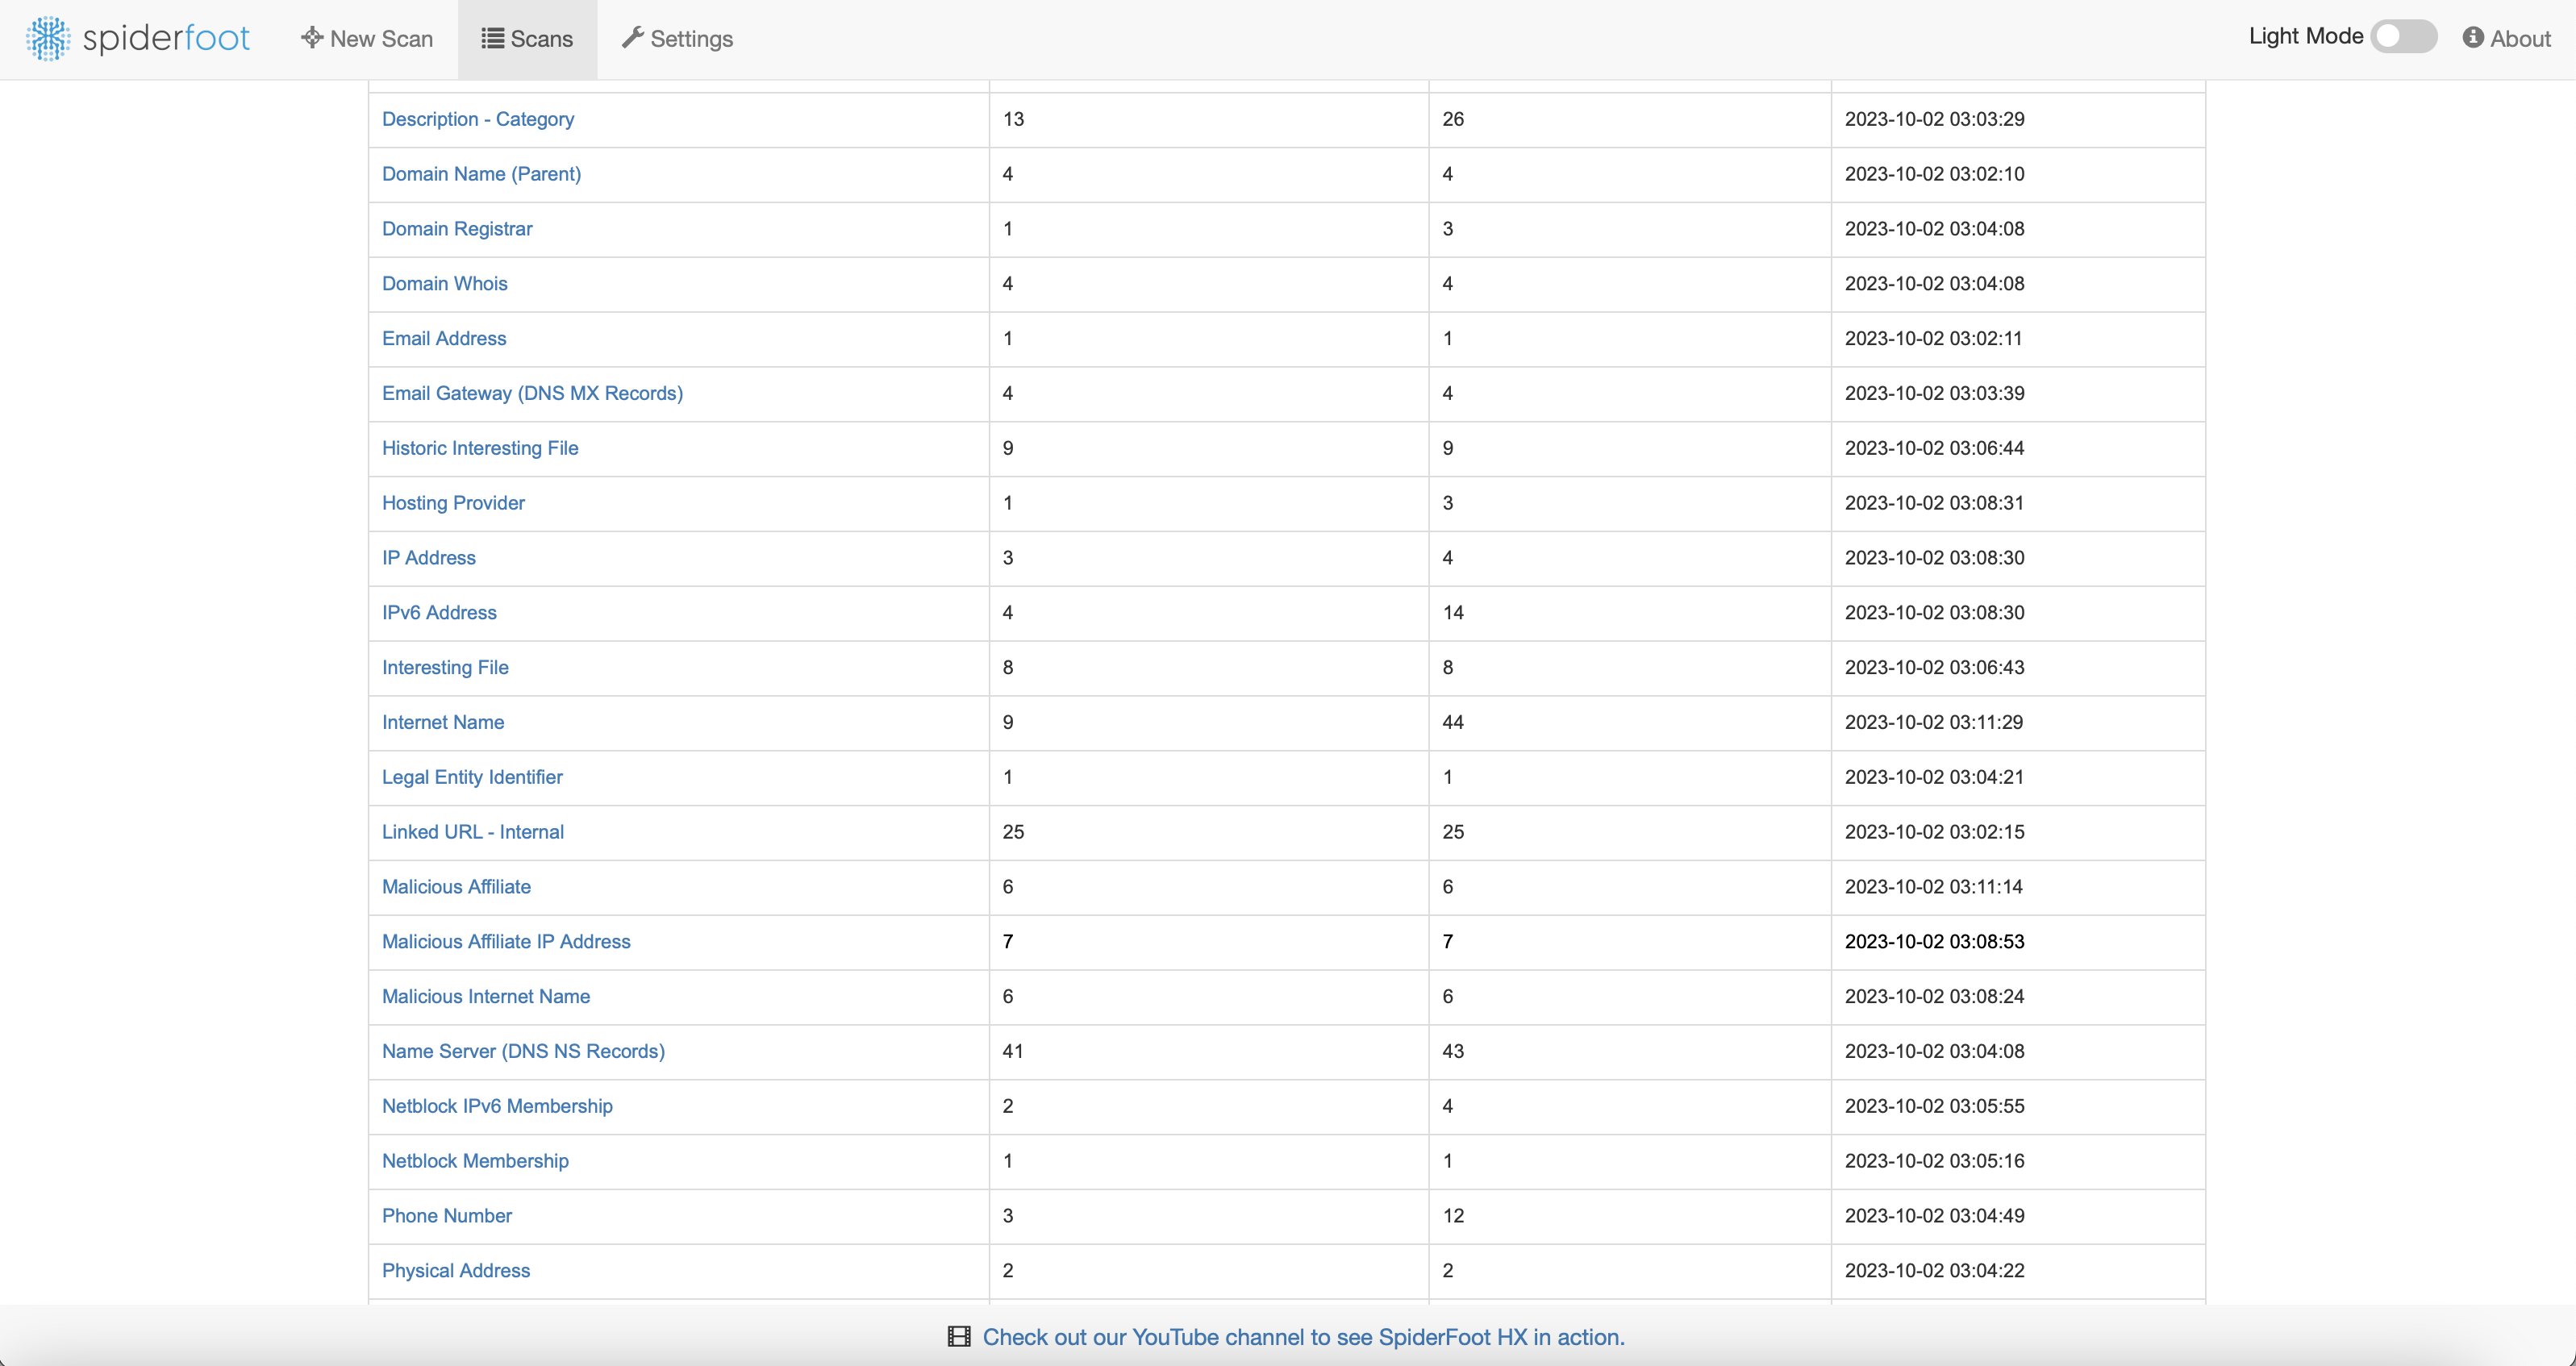 spiderfoot New Scan Scans Settings Light Mode About
Description - Category 13 26 2023-10-02 03:03:29
Domain Name (Parent) 4 4 2023-10-02 03:02:10
Domain Registrar 1 3 2023-10-02 03:04:08
Domain Whois 4 4 2023-10-02 03:04:08
Email Address 1 1 2023-10-02 03:02:11
Email Gateway (DNS MX Records) 4 4 2023-10-02 03:03:39
Historic Interesting File 9 9 2023-10-02 03:06:44
Hosting Provider 1 3 2023-10-02 03:08:31
IP Address 3 4 2023-10-02 03:08:30
IPv6 Address 4 14 2023-10-02 03:08:30
Interesting File 8 8 2023-10-02 03:06:43
Internet Name 9 44 2023-10-02 03:11:29
Legal Entity Identifier 1 1 2023-10-02 03:04:21
Linked URL - Internal 25 25 2023-10-02 03:02:15
Malicious Affiliate 6 6 2023-10-02 03:11:14
Malicious Affiliate IP Address 7 7 2023-10-02 03:08:53
Malicious Internet Name 6 6 2023-10-02 03:08:24
Name Server (DNS NS Records) 41 43 2023-10-02 03:04:08
Netblock IPv6 Membership 2 4 2023-10-02 03:05:55
Netblock Membership 1 1 2023-10-02 03:05:16
Phone Number 3 12 2023-10-02 03:04:49
Physical Address 2 2 2023-10-02 03:04:22
Check out our YouTube channel to see SpiderFoot HX in action.